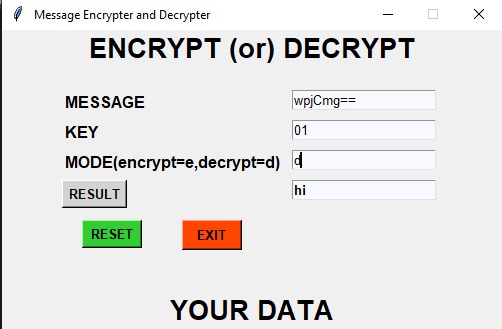 Message Encrypter and Decrypter
ENCRYPT (or) DECRYPT
MESSAGE wpjCmg==
KEY 01
MODE(encrypt=e,decrypt=d) d
RESULT hi
RESET EXIT
YOUR DATA